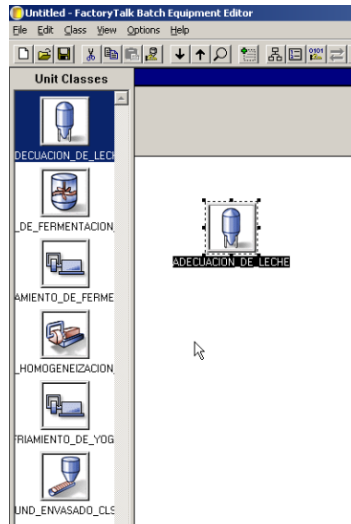 Untitled - FactoryTalk Batch Equipment Editor
File Edit Class View Options Help
Unit Classes
DECUACION_DE_LECH
_DE_FERMENTACION_
AMIENTO_DE_FERME
_HOMOGENEIZACION_
FRIAMIENTO_DE_YOG
UND_ENVASADO_CLS
ADECUACION_DE_LECHE
0101